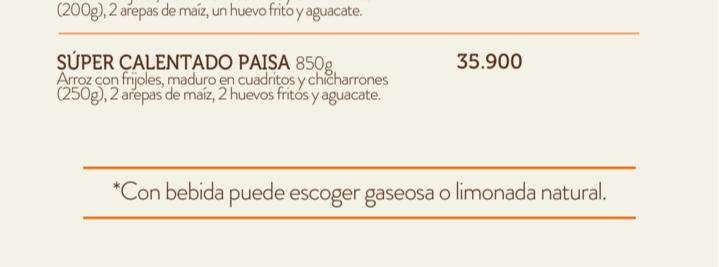 (200g), 2 arepas de maíz, un huevo frito y aguacate.
SÚPER CALENTADO PAISA 850g 35.900
Arroz con frijoles, maduro en cuadritos y chicharrones
(250g), 2 arepas de maíz, 2 huevos fritos y aguacate.
*Con bebida puede escoger gaseosa o limonada natural.